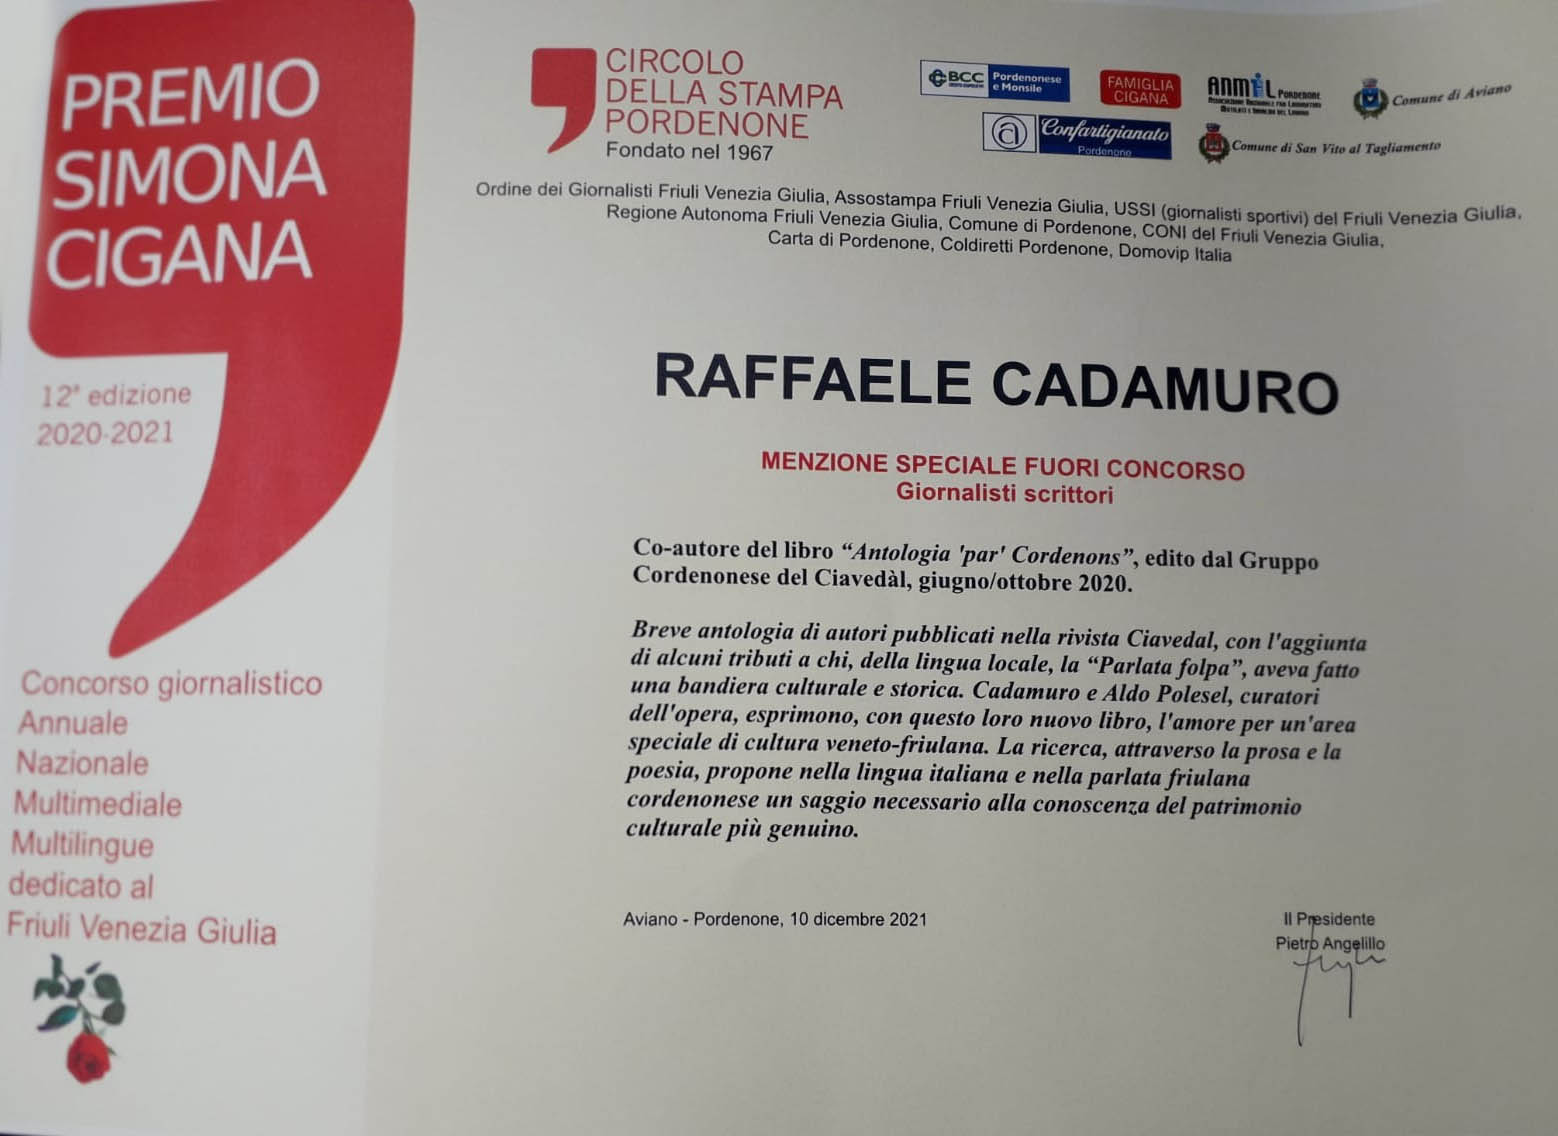 PREMIO
SIMONA
CIGANA
12ª edizione
2020-2021
Concorso giornalistico
Annuale
Nazionale
Multimediale
Multilingue
dedicato al
Friuli Venezia Giulia
CIRCOLO
DELLA STAMPA
PORDENONE
Fondato nel 1967
BCC
Pordenonese
e Monsile
FAMIGLIA
CIGANA
ANMIL PORDENONE
Comune di Aviano
Confartigianato
Pordenone
Comune di San Vito al Tagliamento
Ordine dei Giornalisti Friuli Venezia Giulia, Assostampa Friuli Venezia Giulia, USSI (giornalisti sportivi) del Friuli Venezia Giulia,
Regione Autonoma Friuli Venezia Giulia, Comune di Pordenone, CONI del Friuli Venezia Giulia,
Carta di Pordenone, Coldiretti Pordenone, Domovip Italia
RAFFAELE CADAMURO
MENZIONE SPECIALE FUORI CONCORSO
Giornalisti scrittori
Co-autore del libro “Antologia 'par' Cordenons”, edito dal Gruppo
Cordenonese del Ciavedàl, giugno/ottobre 2020.
Breve antologia di autori pubblicati nella rivista Ciavedal, con l'aggiunta
di alcuni tributi a chi, della lingua locale, la “Parlata folpa”, aveva fatto
una bandiera culturale e storica. Cadamuro e Aldo Polesel, curatori
dell'opera, esprimono, con questo loro nuovo libro, l'amore per un'area
speciale di cultura veneto-friulana. La ricerca, attraverso la prosa e la
poesia, propone nella lingua italiana e nella parlata friulana
cordenonese un saggio necessario alla conoscenza del patrimonio
culturale più genuino.
Aviano - Pordenone, 10 dicembre 2021
Il Presidente
Pietro Angelillo